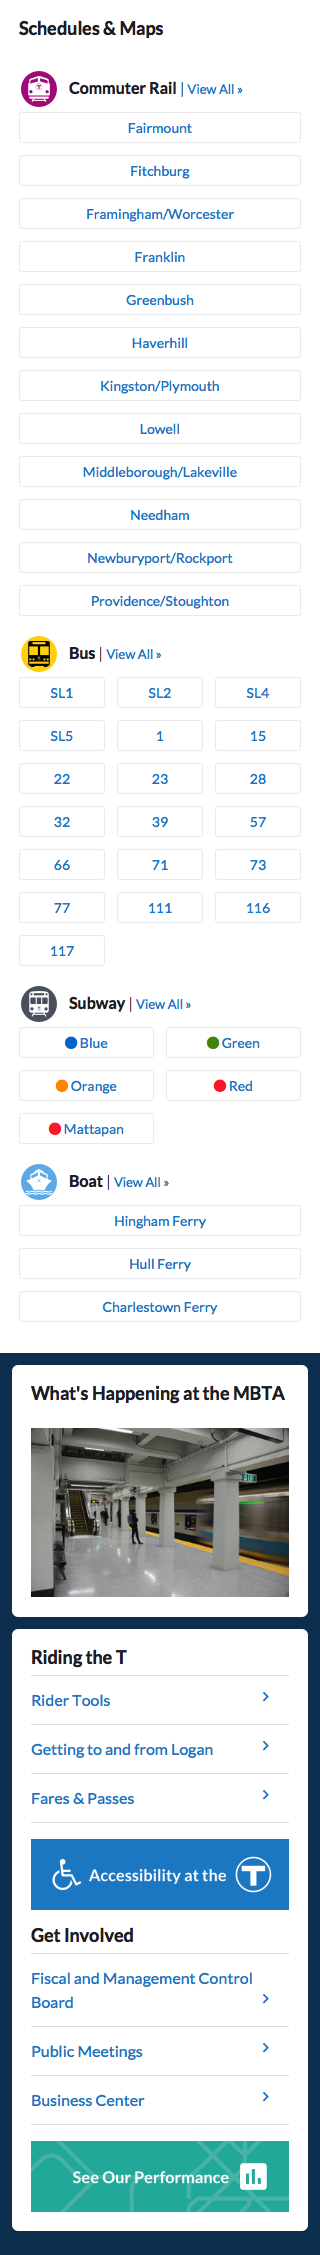 Schedules & Maps
Commuter Rail | View All »
Fairmount
Fitchburg
Framingham/Worcester
Franklin
Greenbush
Haverhill
Kingston/Plymouth
Lowell
Middleborough/Lakeville
Needham
Newburyport/Rockport
Providence/Stoughton
Bus | View All »
SL1 SL2 SL4
SL5 1 15
22 23 28
32 39 57
66 71 73
77 111 116
117
Subway | View All »
Blue Green
Orange Red
Mattapan
Boat | View All »
Hingham Ferry
Hull Ferry
Charlestown Ferry
What's Happening at the MBTA
Riding the T
Rider Tools
Getting to and from Logan
Fares & Passes
Accessibility at the T
Get Involved
Fiscal and Management Control
Board
Public Meetings
Business Center
See Our Performance